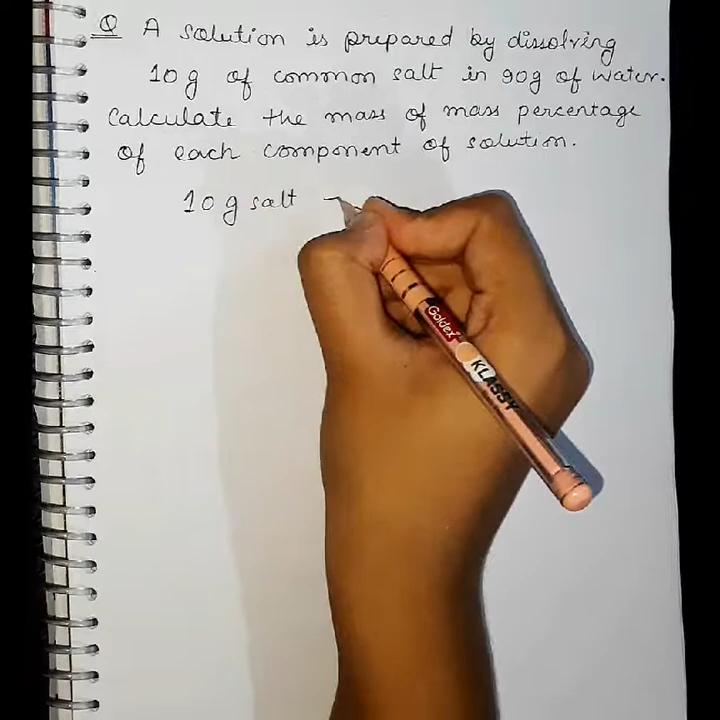 Q A solution is prepared by dissolving
10g of common salt in 90g of water.
Calculate the mass of mass percentage
of each component of solution.
10 g salt
Goldex KLASSY